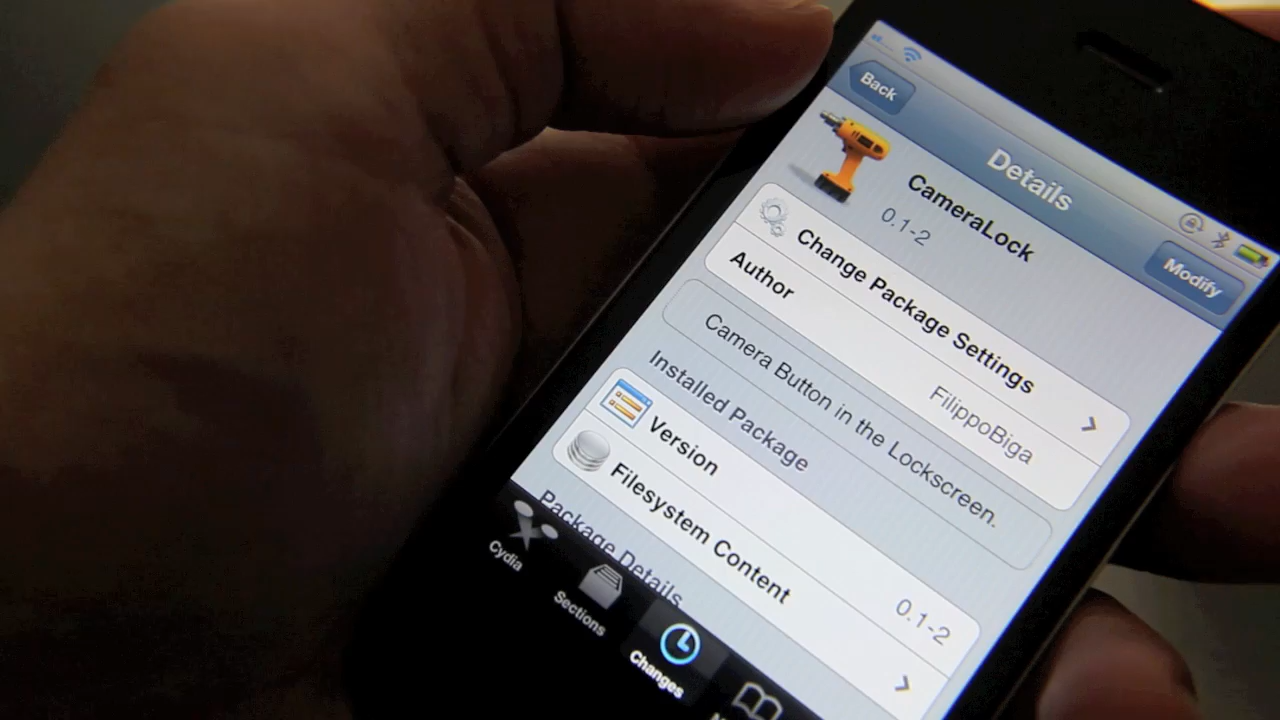 Back
Details
Modify
CameraLock
0.1-2
Change Package Settings
Author
FilippoBiga
Camera Button in the Lockscreen.
Installed Package
Version
0.1-2
Filesystem Content
Package Details
Cydia
Sections
Changes